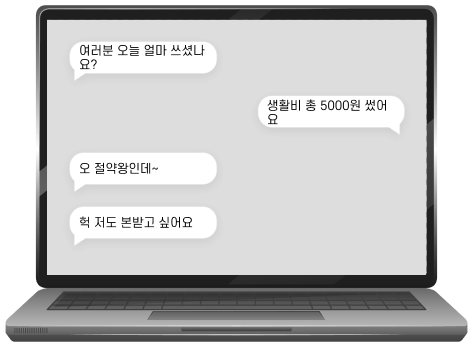 여러분 오늘 얼마 쓰셨나
요?
생활비 총 5000원 썼어
요
오 절약왕인데~
헉 저도 본받고 싶어요